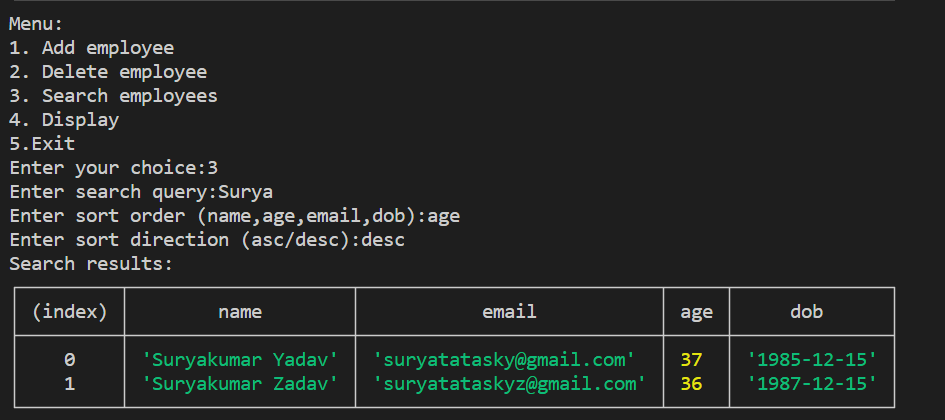 Menu:
1. Add employee
2. Delete employee
3. Search employees
4. Display
5.Exit
Enter your choice:3
Enter search query:Surya
Enter sort order (name,age,email,dob):age
Enter sort direction (asc/desc):desc
Search results:
(index) name email age dob
0 'Suryakumar Yadav' 'suryatatasky@gmail.com' 37 '1985-12-15'
1 'Suryakumar Zadav' 'suryatataskyz@gmail.com' 36 '1987-12-15'